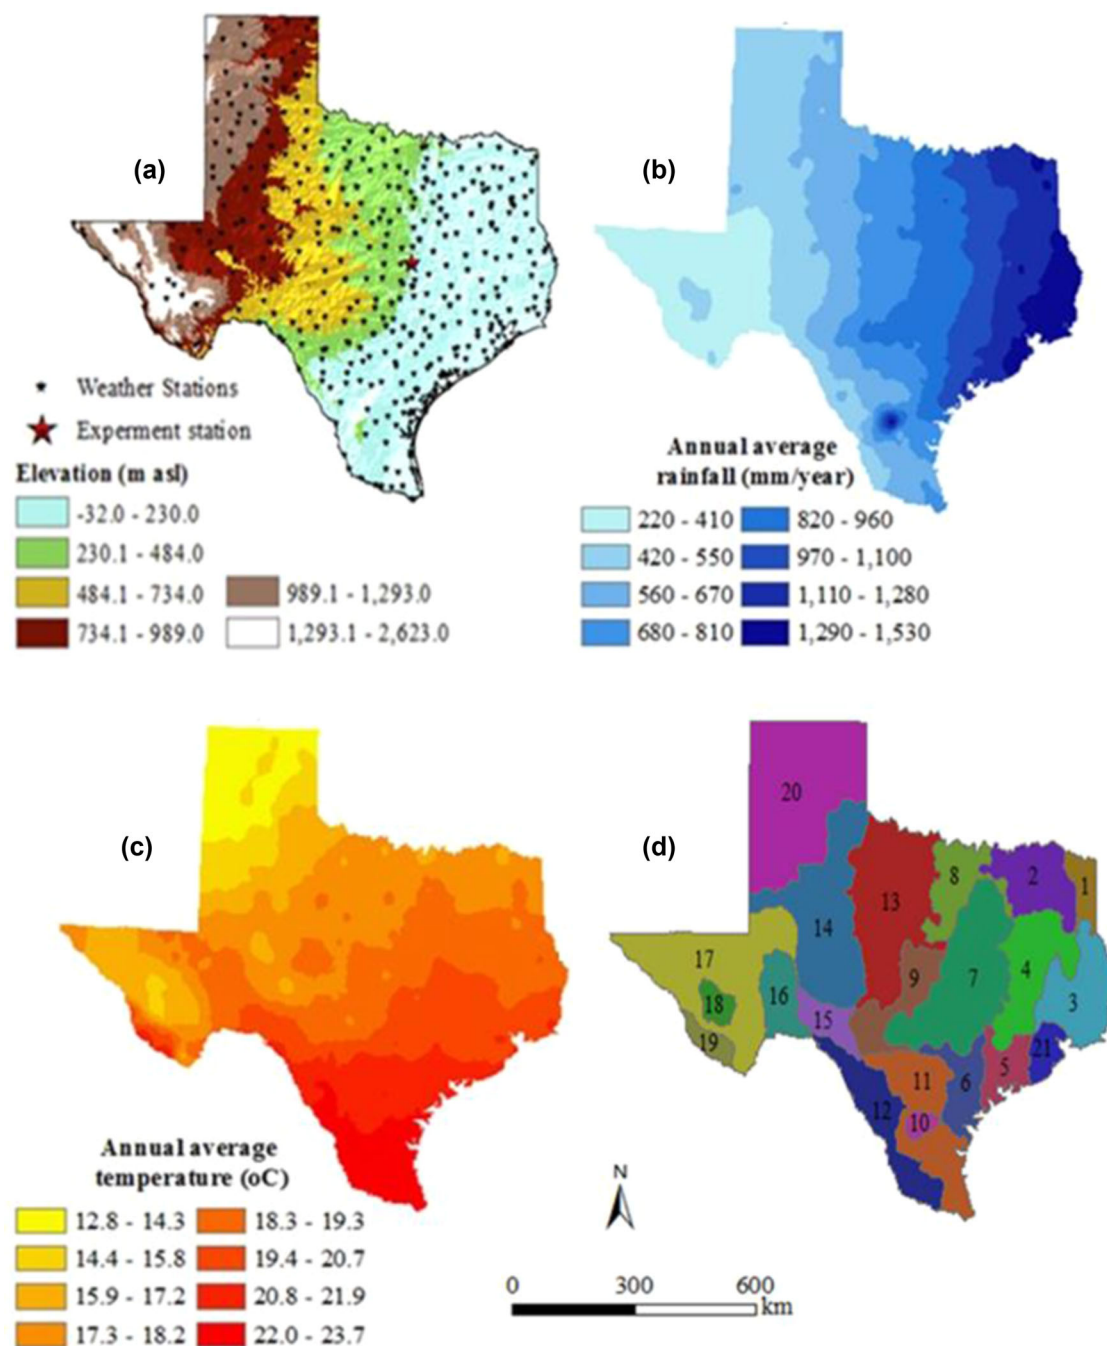 (a)
Weather Stations
Experment station
Elevation (m asl)
-32.0 - 230.0
230.1 - 484.0
484.1 - 734.0
734.1 - 989.0
989.1 - 1,293.0
1,293.1 - 2,623.0
(b)
Annual average
rainfall (mm/year)
220 - 410
420 - 550
560 - 670
680 - 810
820 - 960
970 - 1,100
1,110 - 1,280
1,290 - 1,530
(c)
Annual average
temperature (oC)
12.8 - 14.3
14.4 - 15.8
15.9 - 17.2
17.3 - 18.2
18.3 - 19.3
19.4 - 20.7
20.8 - 21.9
22.0 - 23.7
(d)
20
8
2
1
13
14
17
9
7
4
16
18
3
15
19
21
5
11
6
12
10
N
0
300
600
km